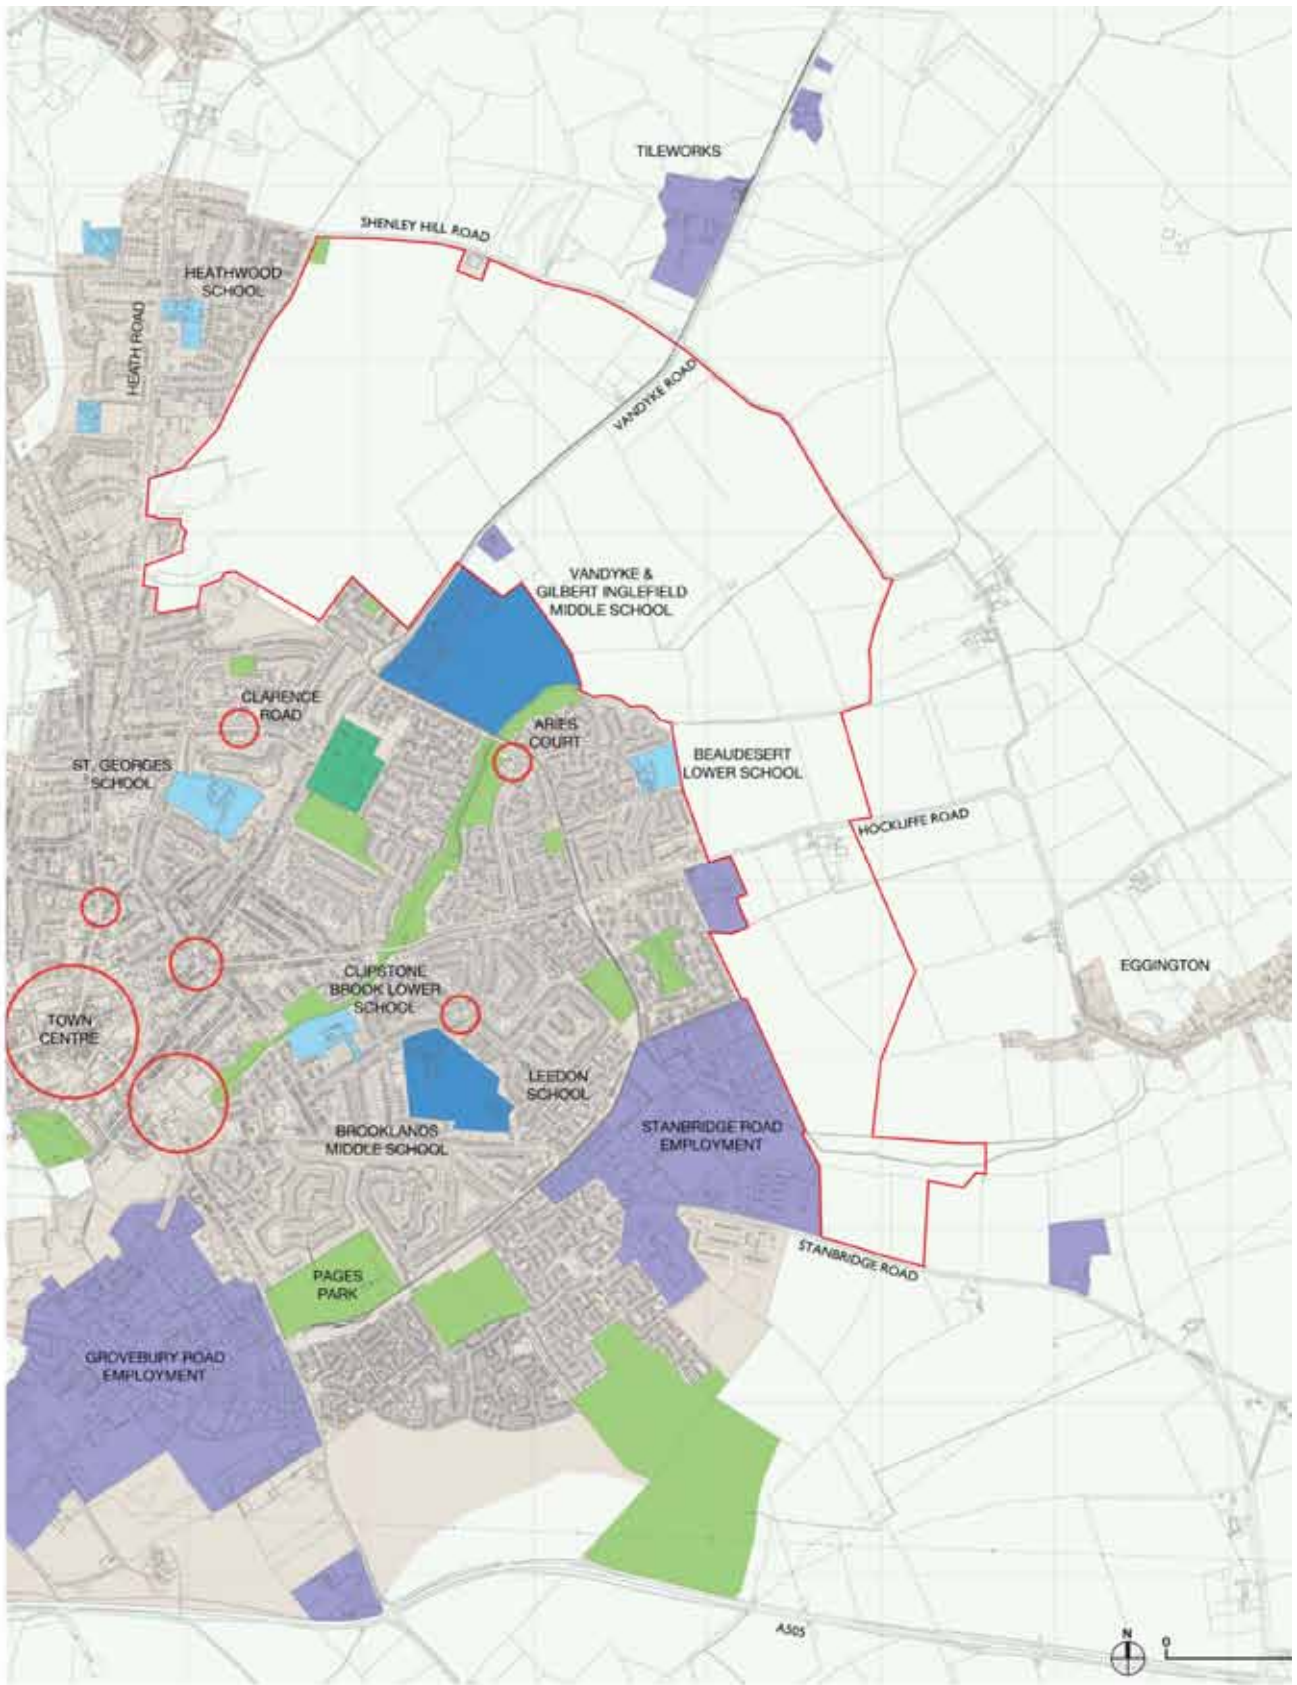 TILEWORKS
SHENLEY HILL ROAD
HEATHWOOD
SCHOOL
HEATH ROAD
VANDYKE ROAD
VANDYKE &
GILBERT INGLEFIELD
MIDDLE SCHOOL
CLARENCE
ROAD
ARIES
COURT
ST. GEORGES
SCHOOL
BEAUDESERT
LOWER SCHOOL
HOCKLIFFE ROAD
CLIPSTONE
BROOK LOWER
SCHOOL
EGGINGTON
TOWN
CENTRE
LEEDON
SCHOOL
BROOKLANDS
MIDDLE SCHOOL
STANBRIDGE ROAD
EMPLOYMENT
STANBRIDGE ROAD
PAGES
PARK
GROVEBURY ROAD
EMPLOYMENT
A505
N
0